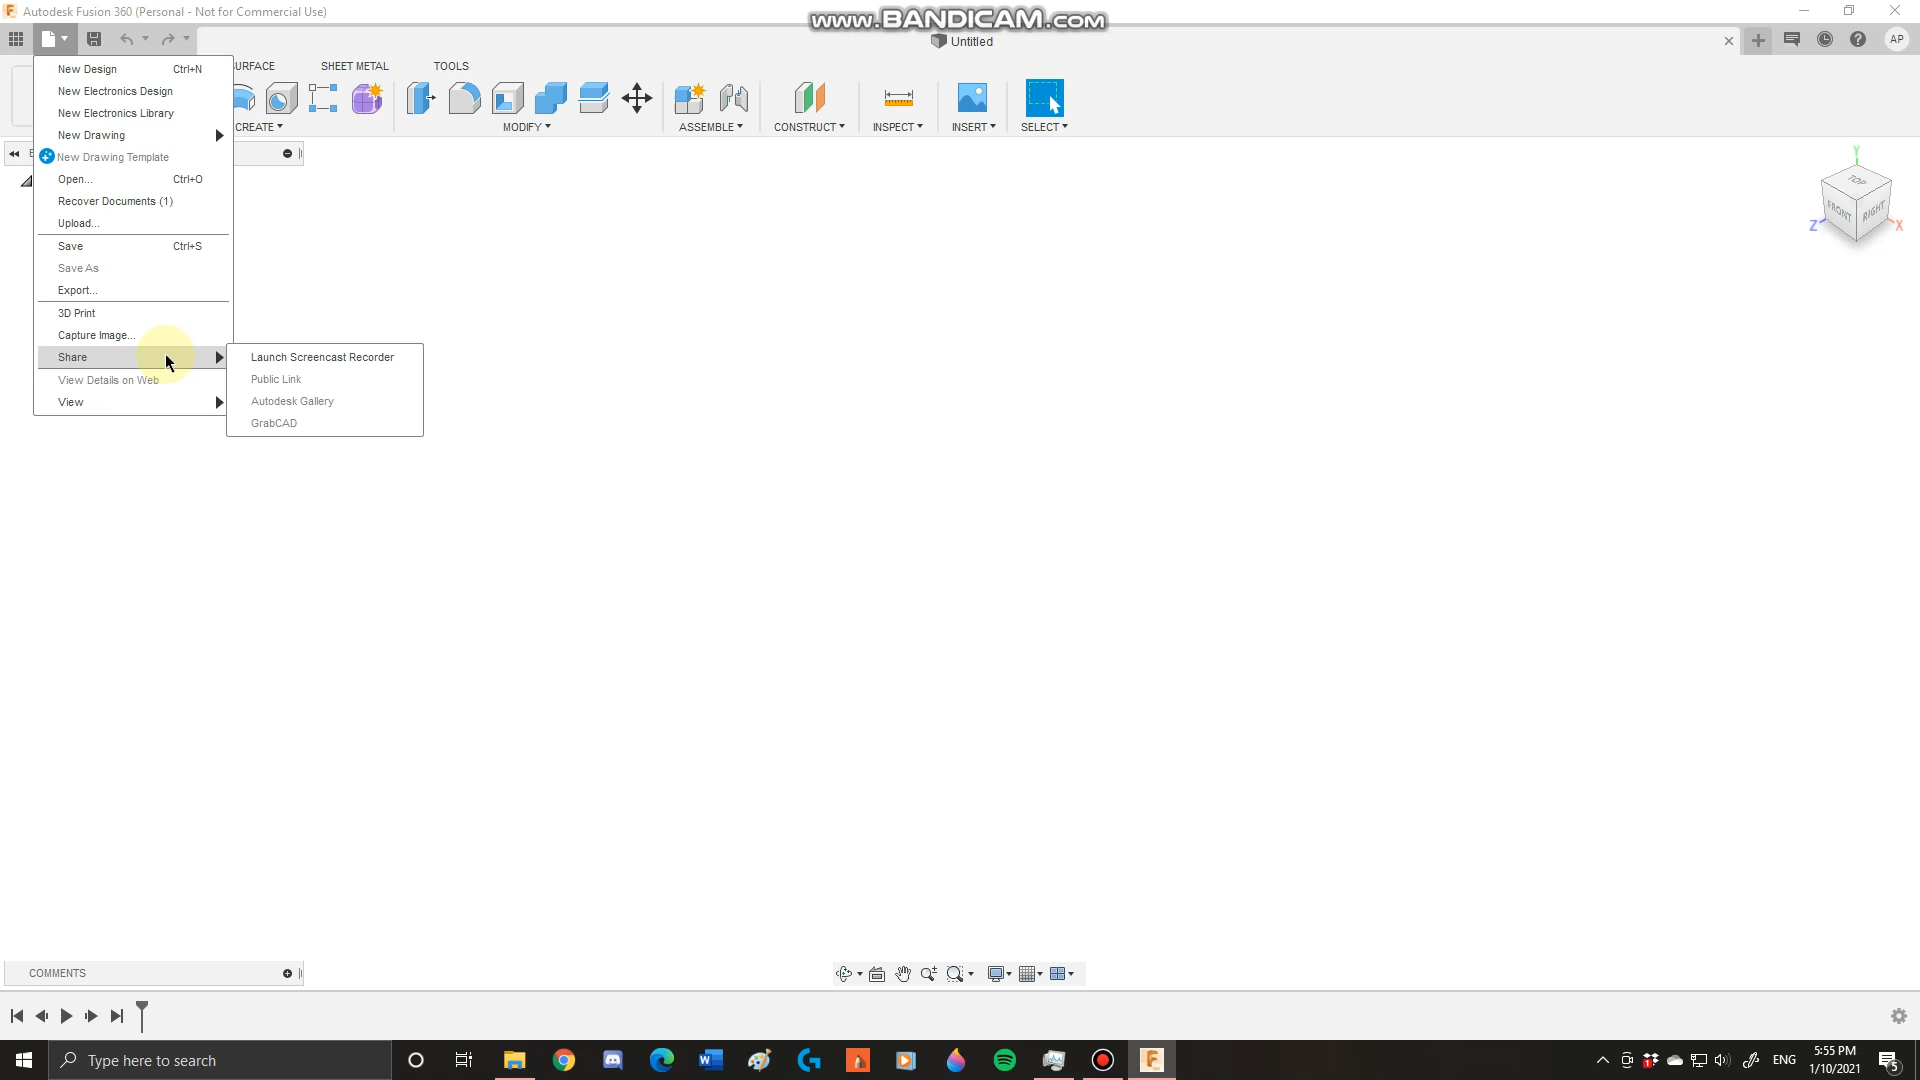 Autodesk Fusion 360 (Personal - Not for Commercial Use)
www.BANDICAM.com
Untitled
AP
New Design Ctrl+N
New Electronics Design
New Electronics Library
New Drawing
New Drawing Template
Open... Ctrl+O
Recover Documents (1)
Upload...
Save Ctrl+S
Save As
Export...
3D Print
Capture Image...
Share
View Details on Web
View
Launch Screencast Recorder
Public Link
Autodesk Gallery
GrabCAD
URFACE SHEET METAL TOOLS
CREATE MODIFY ASSEMBLE CONSTRUCT INSPECT INSERT SELECT
Y
TOP
FRONT RIGHT
Z X
COMMENTS
Type here to search
ENG
5:55 PM
1/10/2021
5